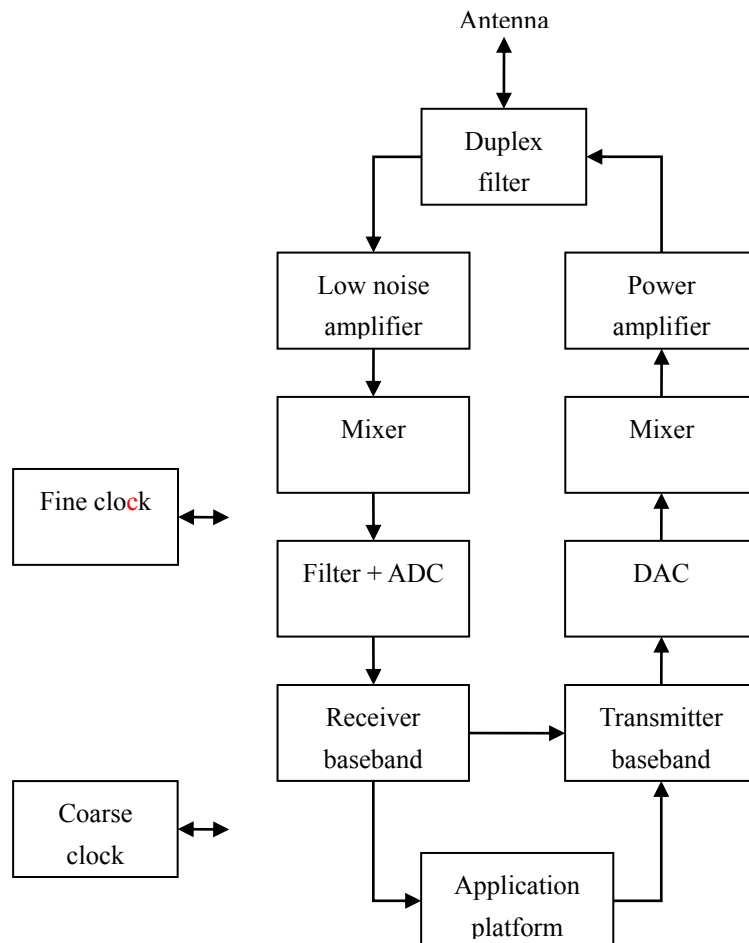 Antenna
Duplex
filter
Low noise
amplifier
Power
amplifier
Mixer
Mixer
Fine clock
Filter + ADC
DAC
Receiver
baseband
Transmitter
baseband
Coarse
clock
Application
platform